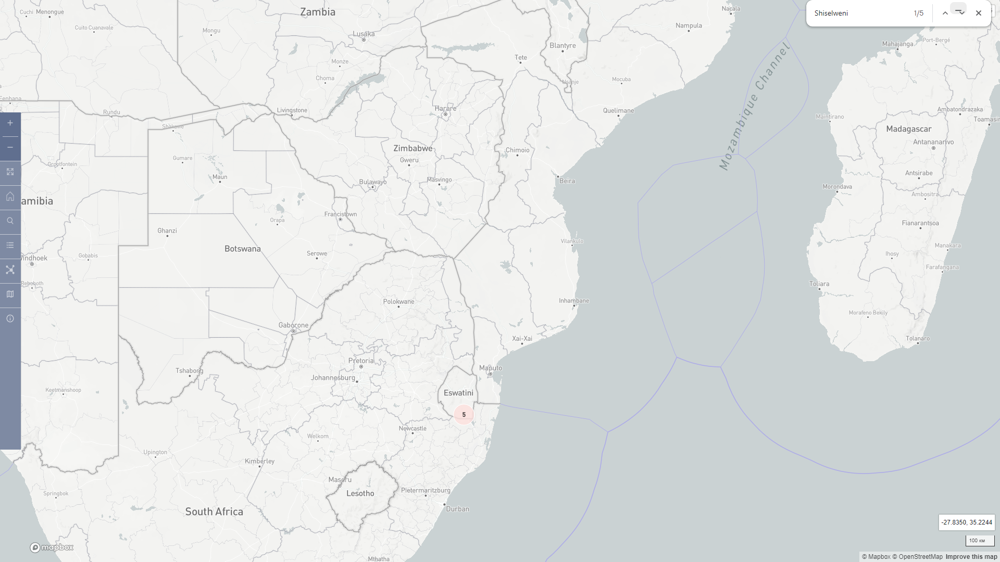 Cuchi
Menongue
Zambia
Nacala
Shiselweni
1/5
Cuito Cuanavale
Mongu
Lusaka
Nampula
Mahajanga
Port-Bergé
Blantyre
Tete
Monze
Choma
Nsanje
Mocuba
Mozambique Channel
Eenhana
Rundu
Livingstone
Harare
Quelimane
Maintirano
Ambatondrazaka
Toamasin
Shakawe
Madagascar
Antananarivo
Zimbabwe
Chimoio
Gumare
Gweru
Grootfontein
Maun
Bulawayo
Masvingo
Beira
Antsirabe
Morondava
amibia
Ambositra
Francistown
Orapa
Fianarantsoa
Ghanzi
Vilankulo
Manakara
Botswana
Serowe
Gobabis
indhoek
Ihosy
Farafangana
Rehoboth
Toliara
Polokwane
Inhambane
Morafeno Bekily
Gaborone
Xai-Xai
Tolanaro
Pretoria
Maputo
Tshabong
Johannesburg
Keetmanshoop
Eswatini
5
Newcastle
Welkom
Upington
Kimberley
Maseru
Springbok
Lesotho
Pietermaritzburg
South Africa
Durban
-27.8350, 35.2244
100 км
mapbox
Mthatha
© Mapbox © OpenStreetMap Improve this map